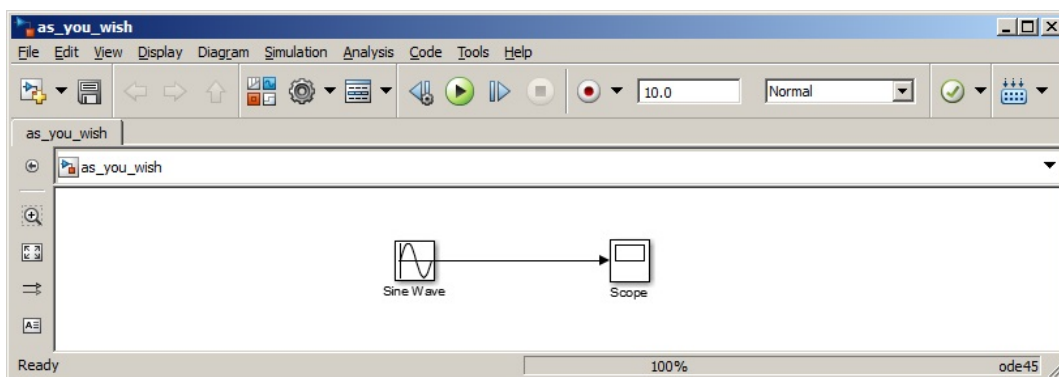 as_you_wish
File Edit View Display Diagram Simulation Analysis Code Tools Help
10.0 Normal
as_you_wish
as_you_wish
Sine Wave Scope
A
Ready 100% ode45